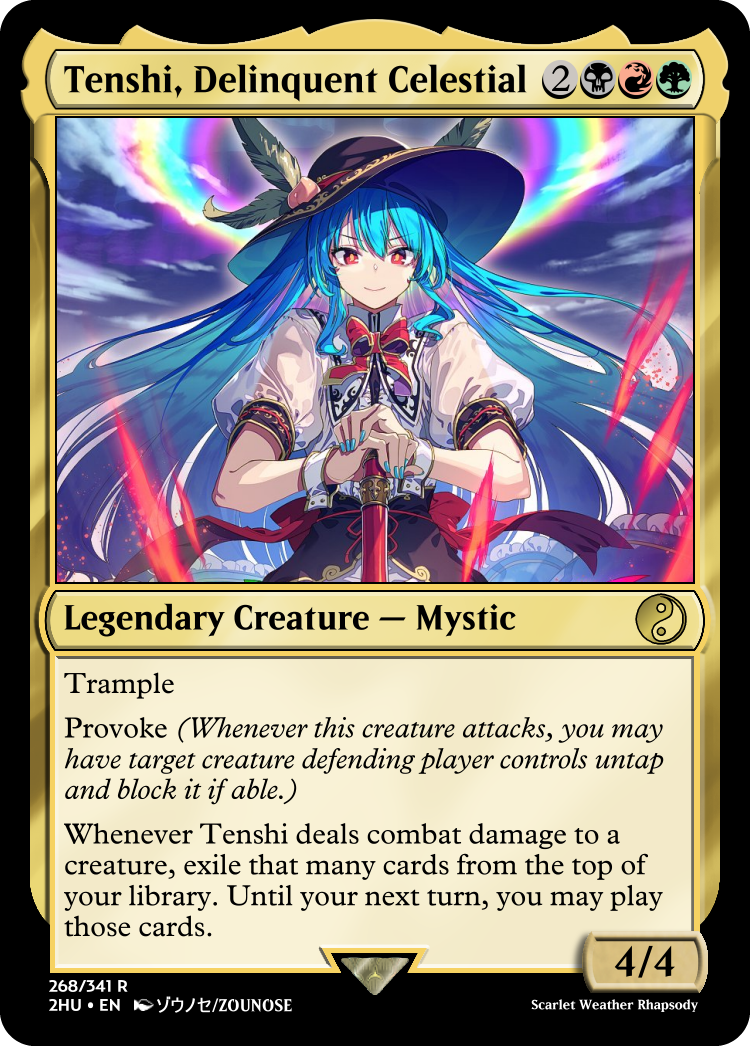 Tenshi, Delinquent Celestial 2
Legendary Creature — Mystic
Trample
Provoke (Whenever this creature attacks, you may
have target creature defending player controls untap
and block it if able.)
Whenever Tenshi deals combat damage to a
creature, exile that many cards from the top of
your library. Until your next turn, you may play
those cards.
4/4
268/341 R
2HU • EN ゾウノセ/ZOUNOSE
Scarlet Weather Rhapsody